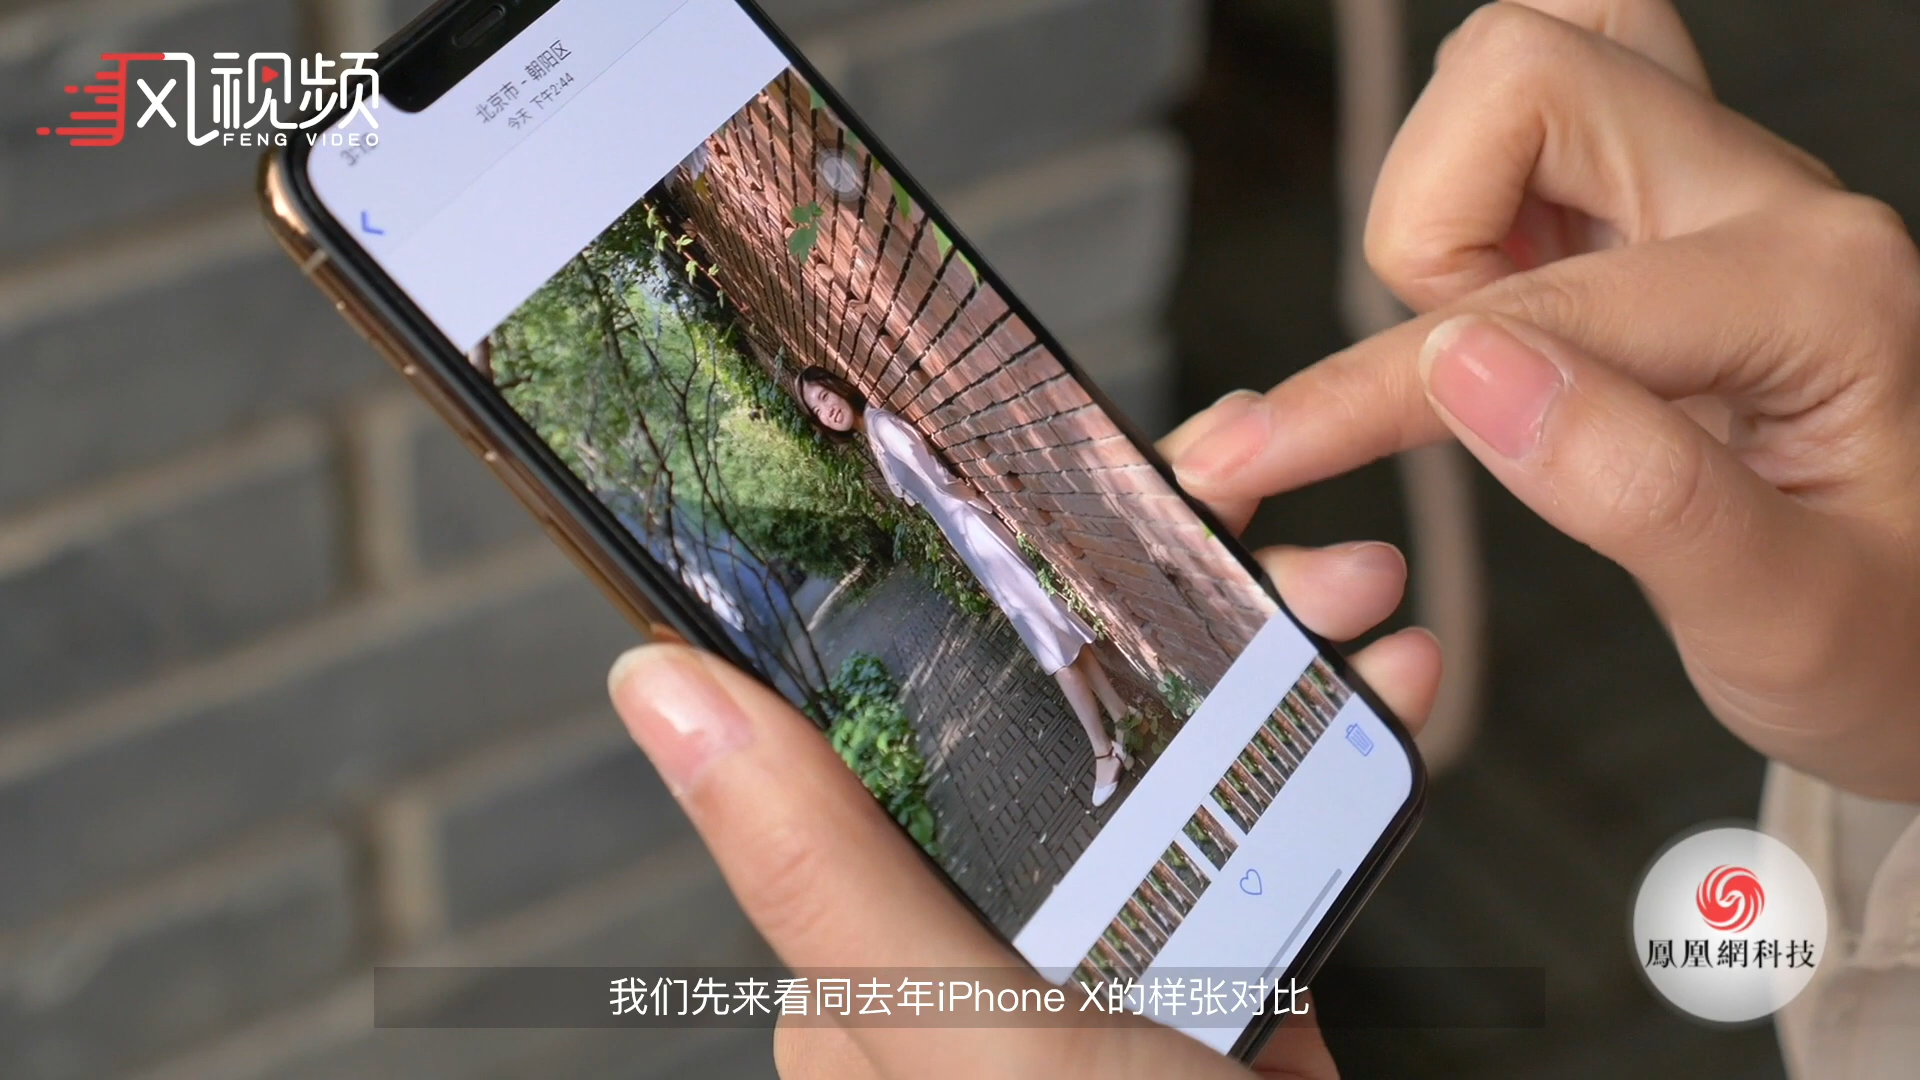 风视频
FENG VIDEO
北京市 - 朝阳区
今天 下午2:44
鳳凰網科技
我们先来看同去年iPhone X的样张对比